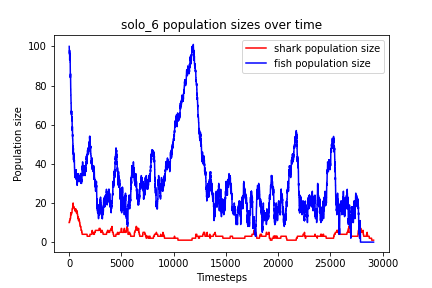 solo_6 population sizes over time
shark population size
fish population size
Population size
100
80
60
40
20
0
0
5000
10000
15000
20000
25000
30000
Timesteps